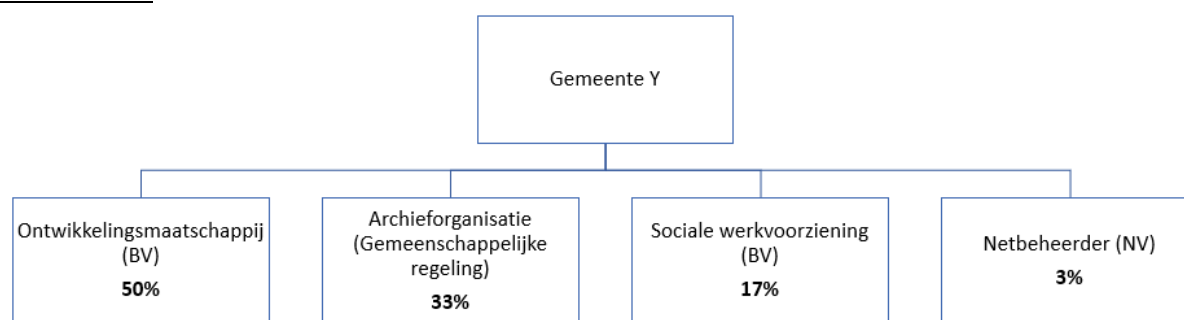 Gemeente Y
Ontwikkelingsmaatschappij
(BV)
50%
Archieforganisatie
(Gemeenschappelijke
regeling)
33%
Sociale werkvoorziening
(BV)
17%
Netbeheerder (NV)
3%